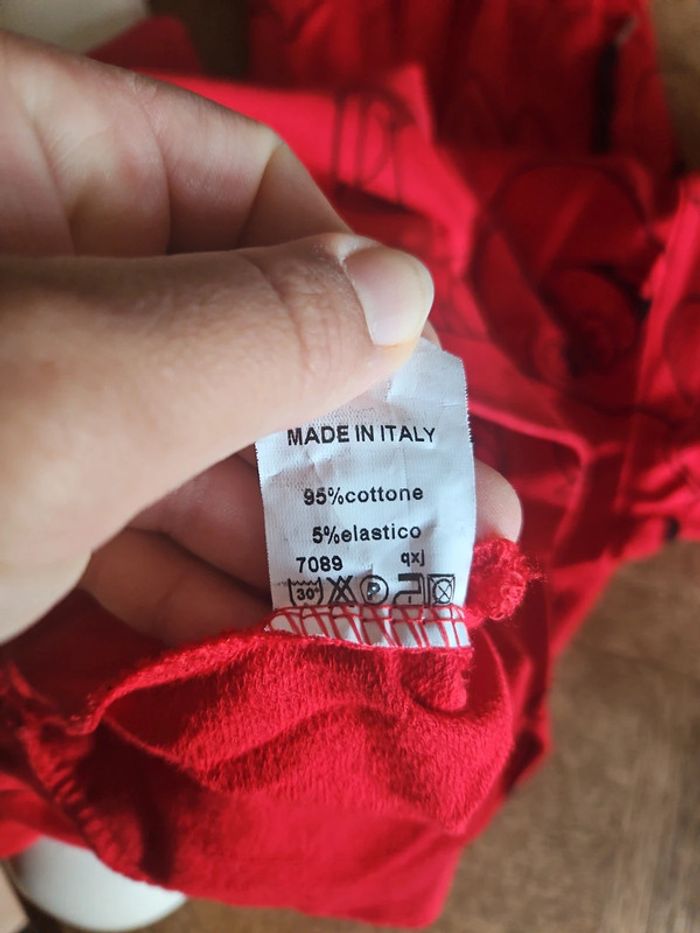 MADE IN ITALY
95%cottone
5%elastico
7089 qxj
30° P